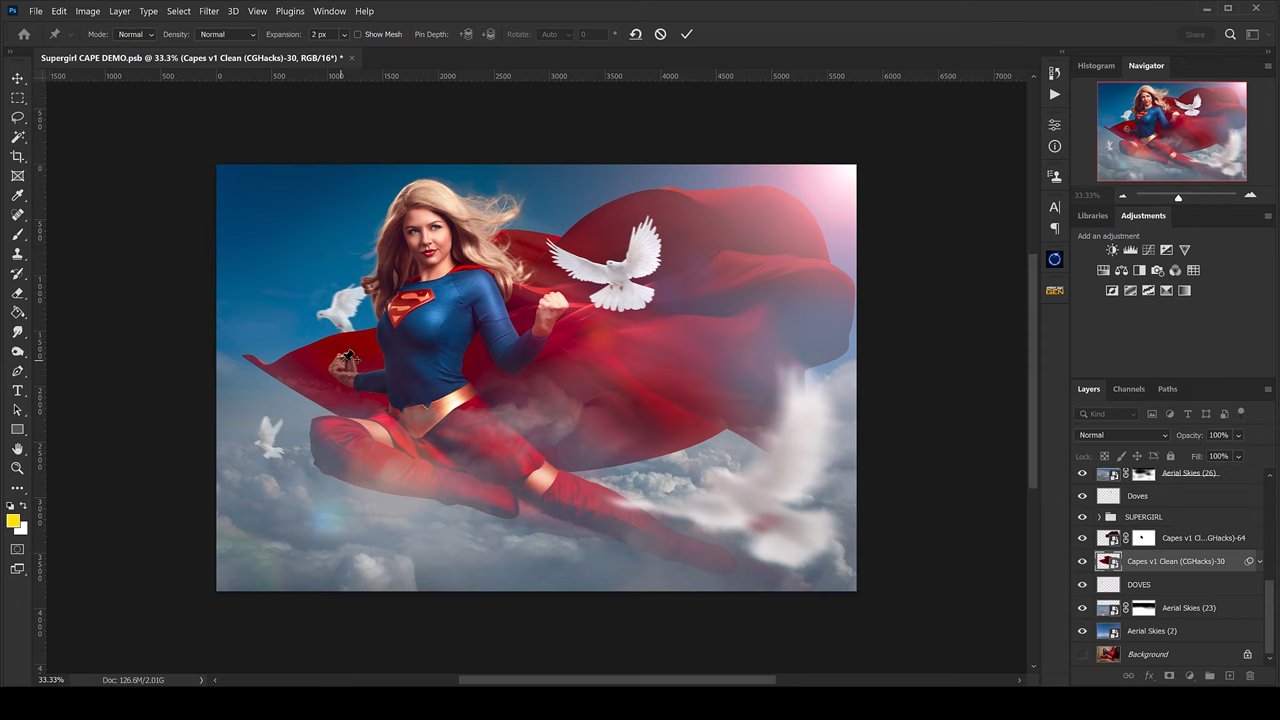 Ps File Edit Image Layer Type Select Filter 3D View Plugins Window Help
Mode: Normal Density: Normal Expansion: 2 px Show Mesh Pin Depth: Rotate: Auto 0 ° Share
Supergirl CAPE DEMO.psb @ 33.3% (Capes v1 Clean (CGHacks)-30, RGB/16*) * ×
1500 1000 500 0 500 1000 1500 2000 2500 3000 3500 4000 4500 5000 5500 6000 6500 7000
Histogram Navigator
33.33%
Libraries Adjustments
Add an adjustment
Layers Channels Paths
Kind
Normal Opacity: 100%
Lock: Fill: 100%
Aerial Skies (26)
Doves
SUPERGIRL
Capes v1 Cl...GHacks)-64
Capes v1 Clean (CGHacks)-30
DOVES
Aerial Skies (23)
Aerial Skies (2)
Background
33.33% Doc: 126.6M/2.01G